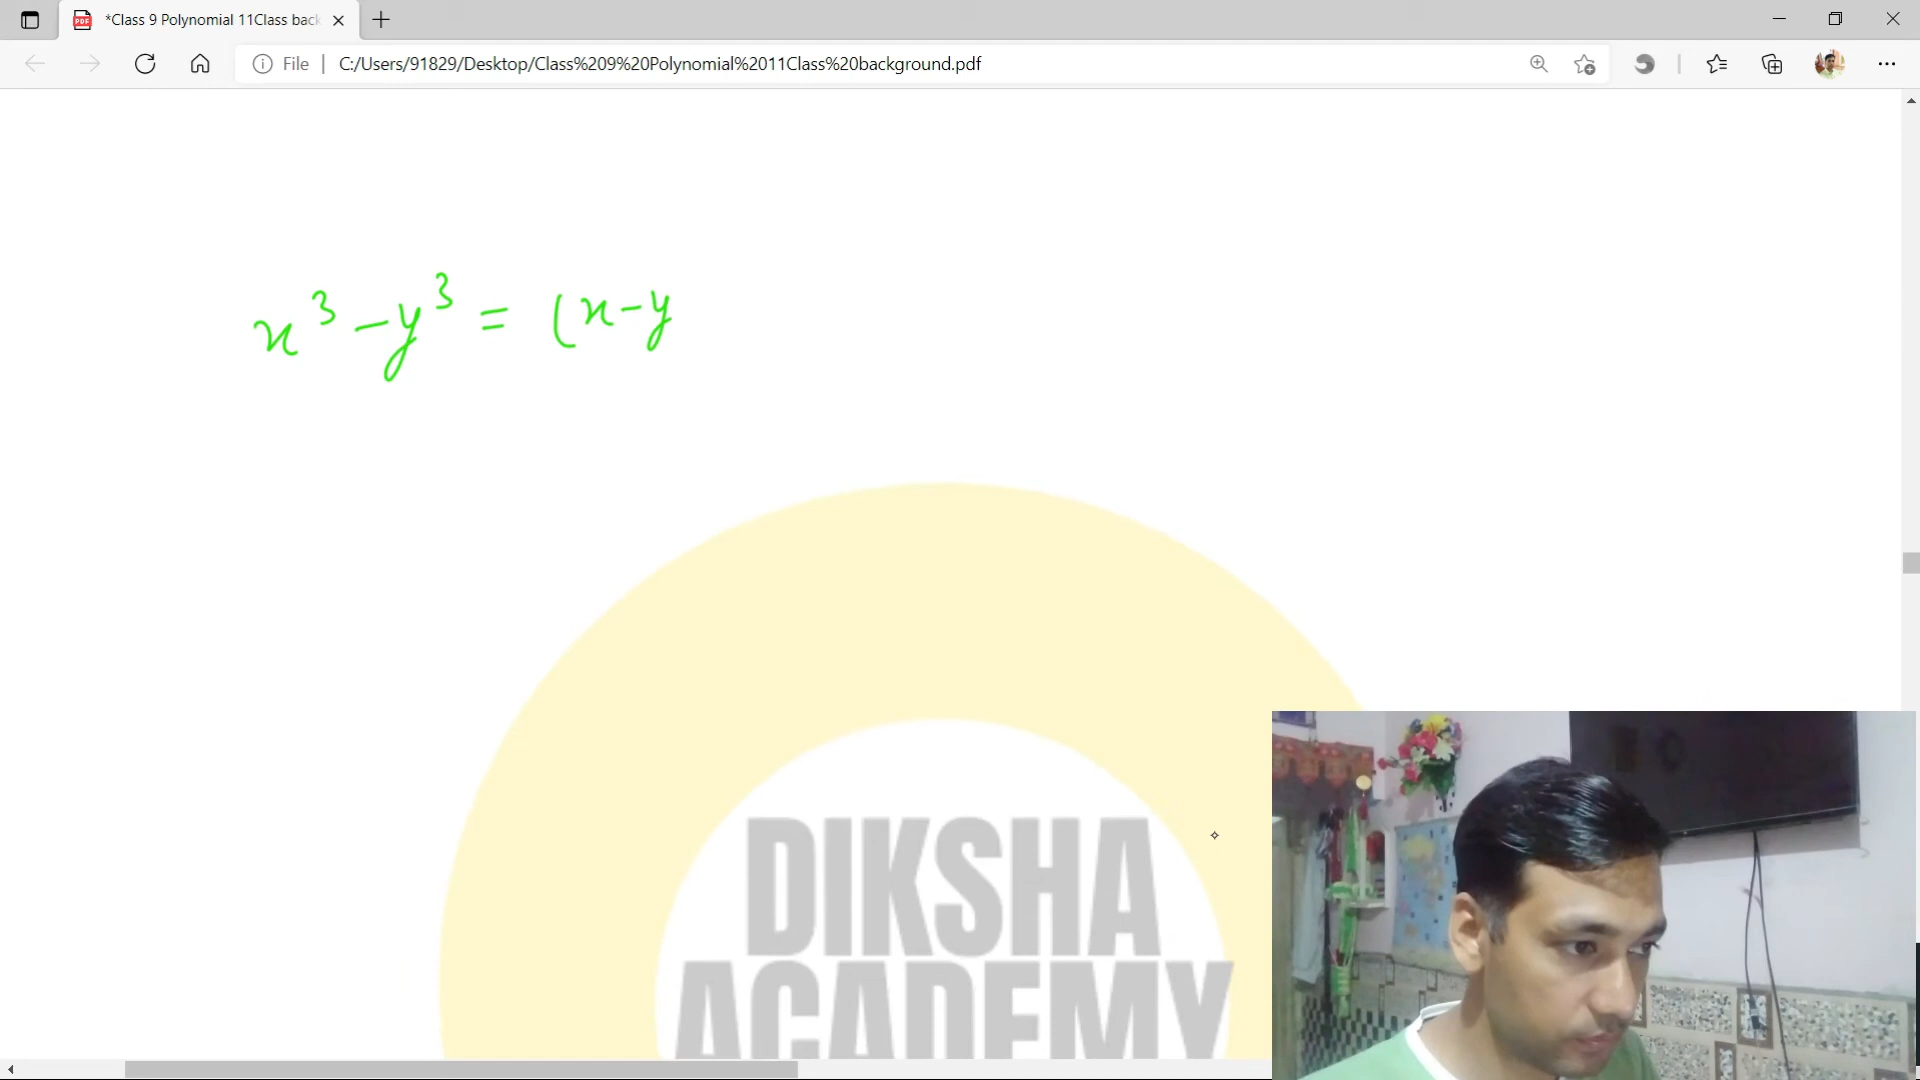 *Class 9 Polynomial 11Class back
File | C:/Users/91829/Desktop/Class%209%20Polynomial%2011Class%20background.pdf
x³ - y³ = (x - y
DIKSHA
ACADEMY